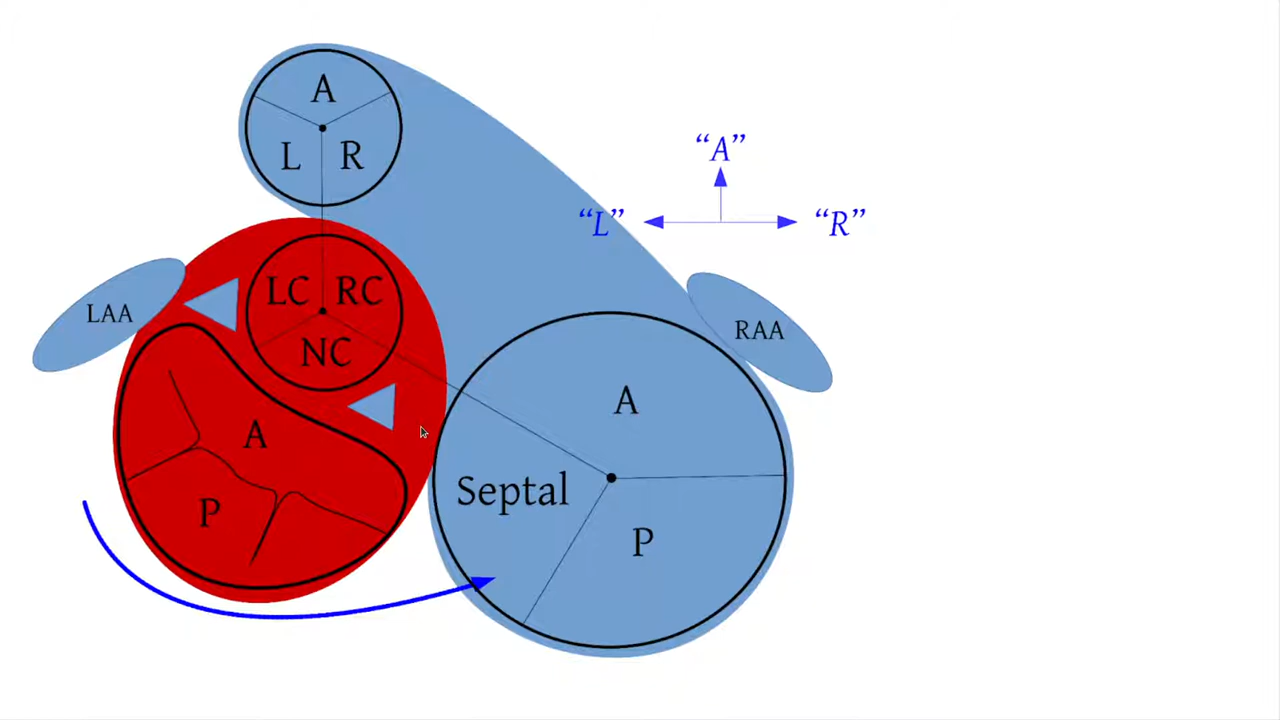 A
L R
“A”
“L” “R”
LC RC
NC
LAA
RAA
A
A
P
Septal
P